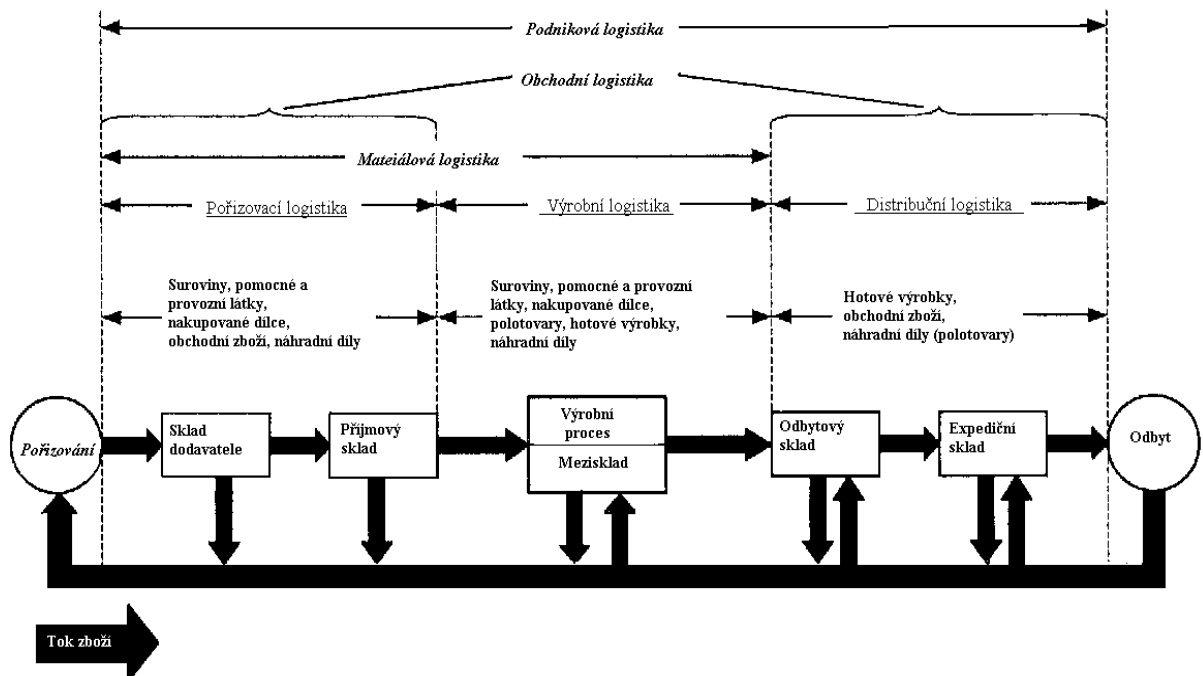 Podniková logistika
Obchodní logistika
Mateiálová logistika
Pořizovací logistika
Výrobní logistika
Distribuční logistika
Suroviny, pomocné a
provozní látky,
nakupované dílce,
obchodní zboží, náhradní díly
Suroviny, pomocné a provozní
látky, nakupované dílce,
polotovary, hotové výrobky,
náhradní díly
Hotové výrobky,
obchodní zboží,
náhradní díly (polotovary)
Pořizování
Sklad
dodavatele
Příjmový
sklad
Výrobní
proces
Mezisklad
Odbytový
sklad
Expediční
sklad
Odbyt
Tok zboží